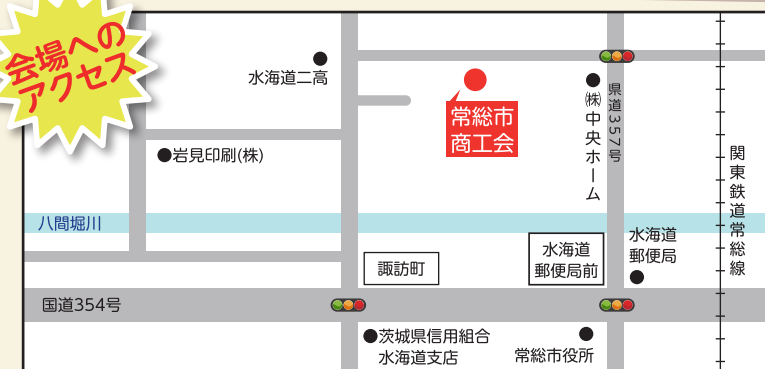 会場への
アクセス
水海道二高
常総市
商工会
㈱中央ホーム
県道357号
岩見印刷(株)
関東鉄道常総線
八間堀川
水海道
郵便局
水海道
郵便局前
諏訪町
国道354号
茨城県信用組合
水海道支店
常総市役所